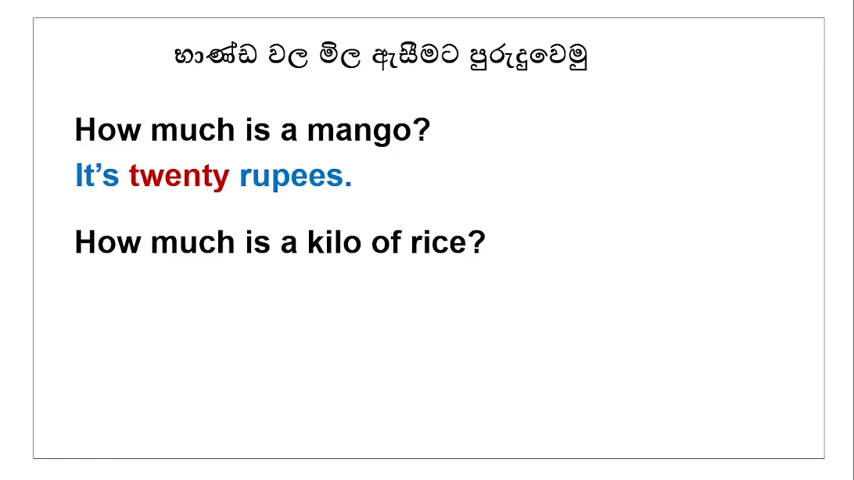 භාණ්ඩ වල මිල ඇසීමට පුරුදුවෙමු
How much is a mango?
It’s twenty rupees.
How much is a kilo of rice?